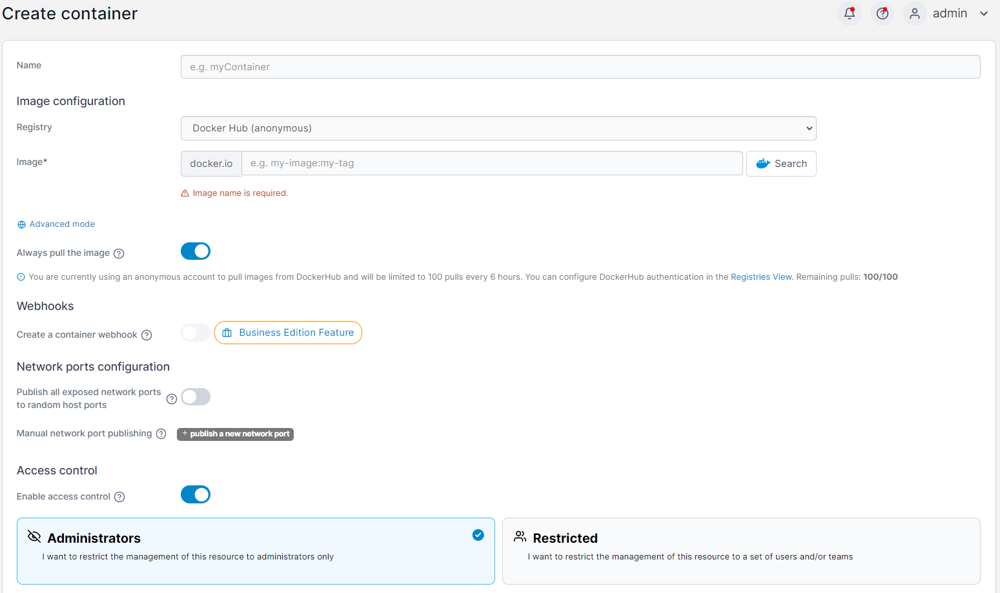 Create container
admin
Name
e.g. myContainer
Image configuration
Registry
Docker Hub (anonymous)
Image*
docker.io
e.g. my-image:my-tag
Search
Image name is required.
Advanced mode
Always pull the image
You are currently using an anonymous account to pull images from DockerHub and will be limited to 100 pulls every 6 hours. You can configure DockerHub authentication in the Registries View. Remaining pulls: 100/100
Webhooks
Create a container webhook
Business Edition Feature
Network ports configuration
Publish all exposed network ports
to random host ports
Manual network port publishing
+ publish a new network port
Access control
Enable access control
Administrators
I want to restrict the management of this resource to administrators only
Restricted
I want to restrict the management of this resource to a set of users and/or teams